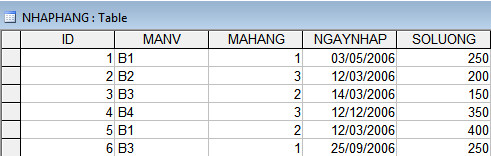 NHAPHANG : Table
ID MANV MAHANG NGAYNHAP SOLUONG
1 B1 1 03/05/2006 250
2 B2 3 12/03/2006 200
3 B3 2 14/03/2006 150
4 B4 3 12/12/2006 350
5 B1 2 12/03/2006 400
6 B3 1 25/09/2006 250